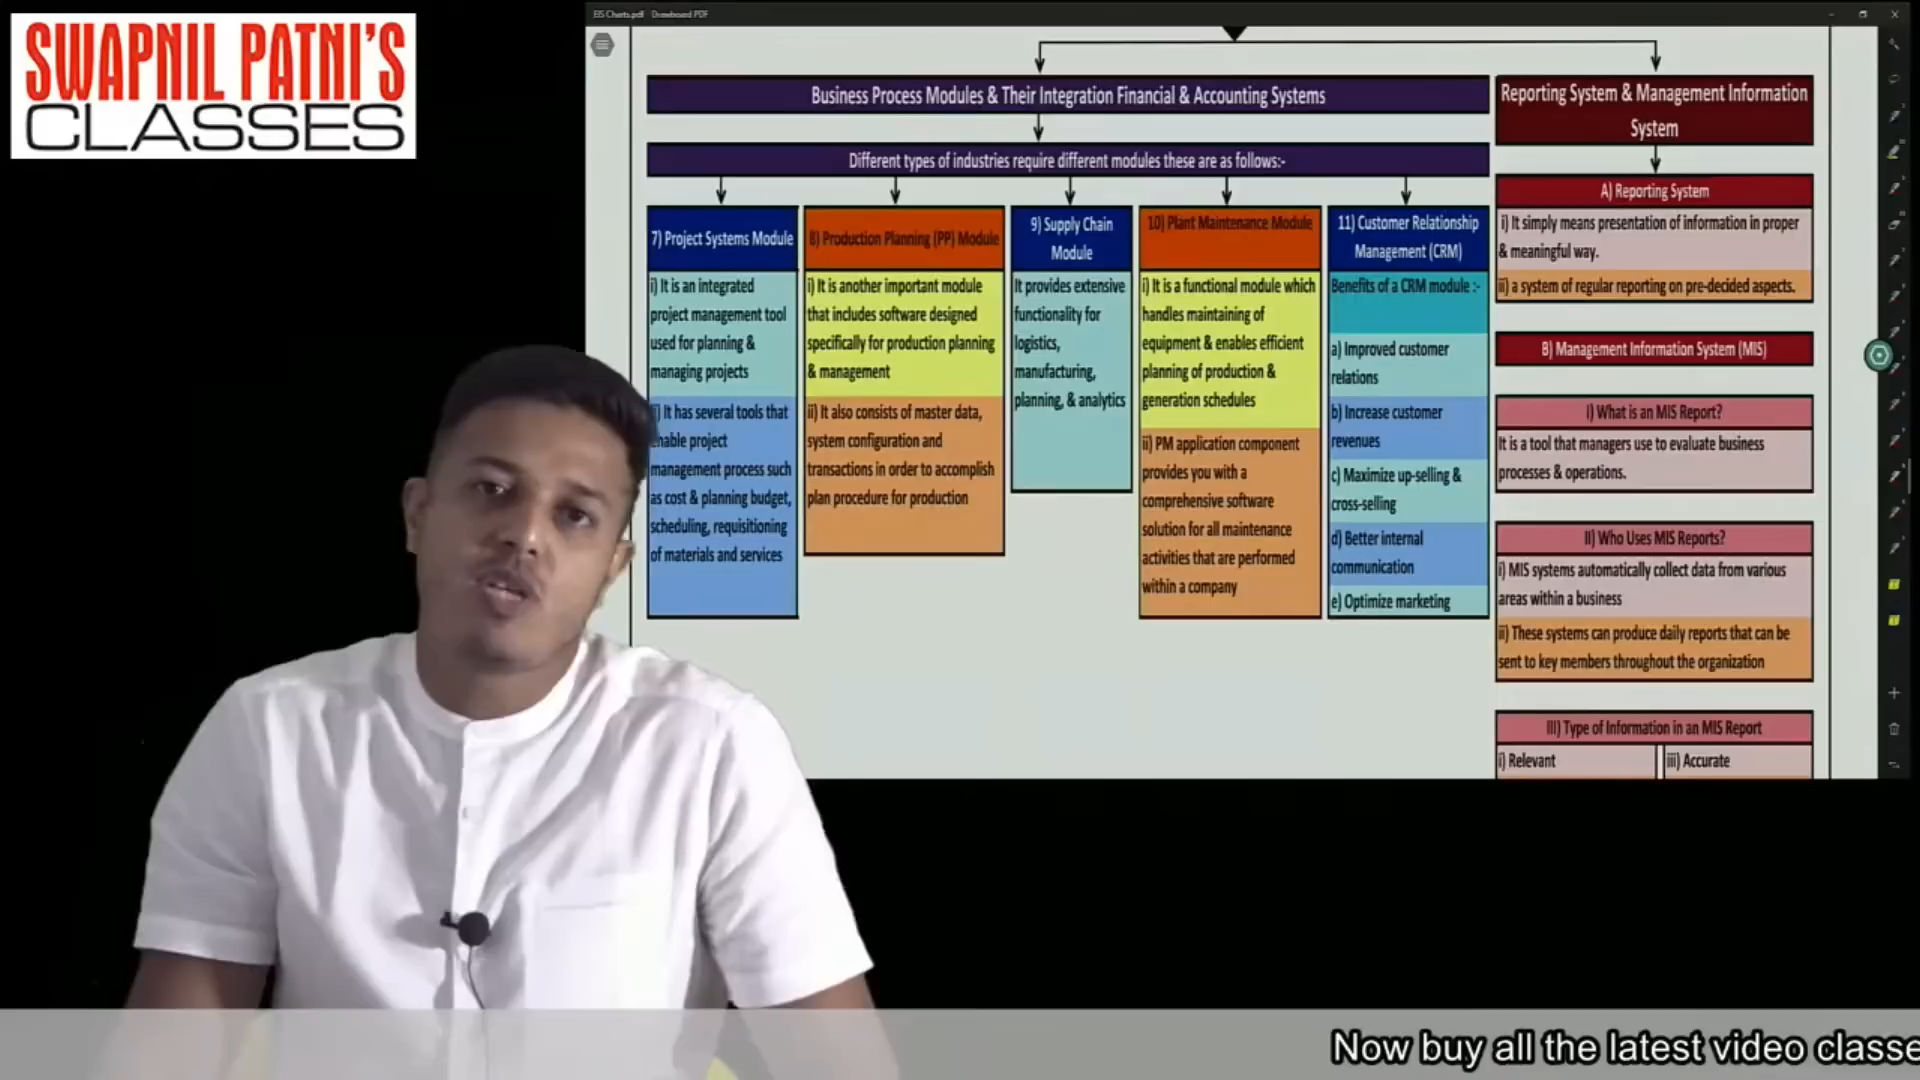 SWAPNIL PATNI'S
CLASSES
EIS Charts.pdf
Drawboard PDF
Business Process Modules & Their Integration Financial & Accounting Systems
Different types of industries require different modules these are as follows:-
7) Project Systems Module
i) It is an integrated
project management tool
used for planning &
managing projects
It has several tools that
enable project
management process such
as cost & planning budget,
scheduling, requisitioning
of materials and services
8) Production Planning (PP) Module
i) It is another important module
that includes software designed
specifically for production planning
& management
ii) It also consists of master data,
system configuration and
transactions in order to accomplish
plan procedure for production
9) Supply Chain
Module
It provides extensive
functionality for
logistics,
manufacturing,
planning, & analytics
10) Plant Maintenance Module
i) It is a functional module which
handles maintaining of
equipment & enables efficient
planning of production &
generation schedules
ii) PM application component
provides you with a
comprehensive software
solution for all maintenance
activities that are performed
within a company
11) Customer Relationship
Management (CRM)
Benefits of a CRM module :-
a) Improved customer
relations
b) Increase customer
revenues
c) Maximize up-selling &
cross-selling
d) Better internal
communication
e) Optimize marketing
Reporting System & Management Information
System
A) Reporting System
i) It simply means presentation of information in proper
& meaningful way.
ii) a system of regular reporting on pre-decided aspects.
B) Management Information System (MIS)
I) What is an MIS Report?
It is a tool that managers use to evaluate business
processes & operations.
II) Who Uses MIS Reports?
i) MIS systems automatically collect data from various
areas within a business
ii) These systems can produce daily reports that can be
sent to key members throughout the organization
III) Type of Information in an MIS Report
i) Relevant
iii) Accurate
Now buy all the latest video classe